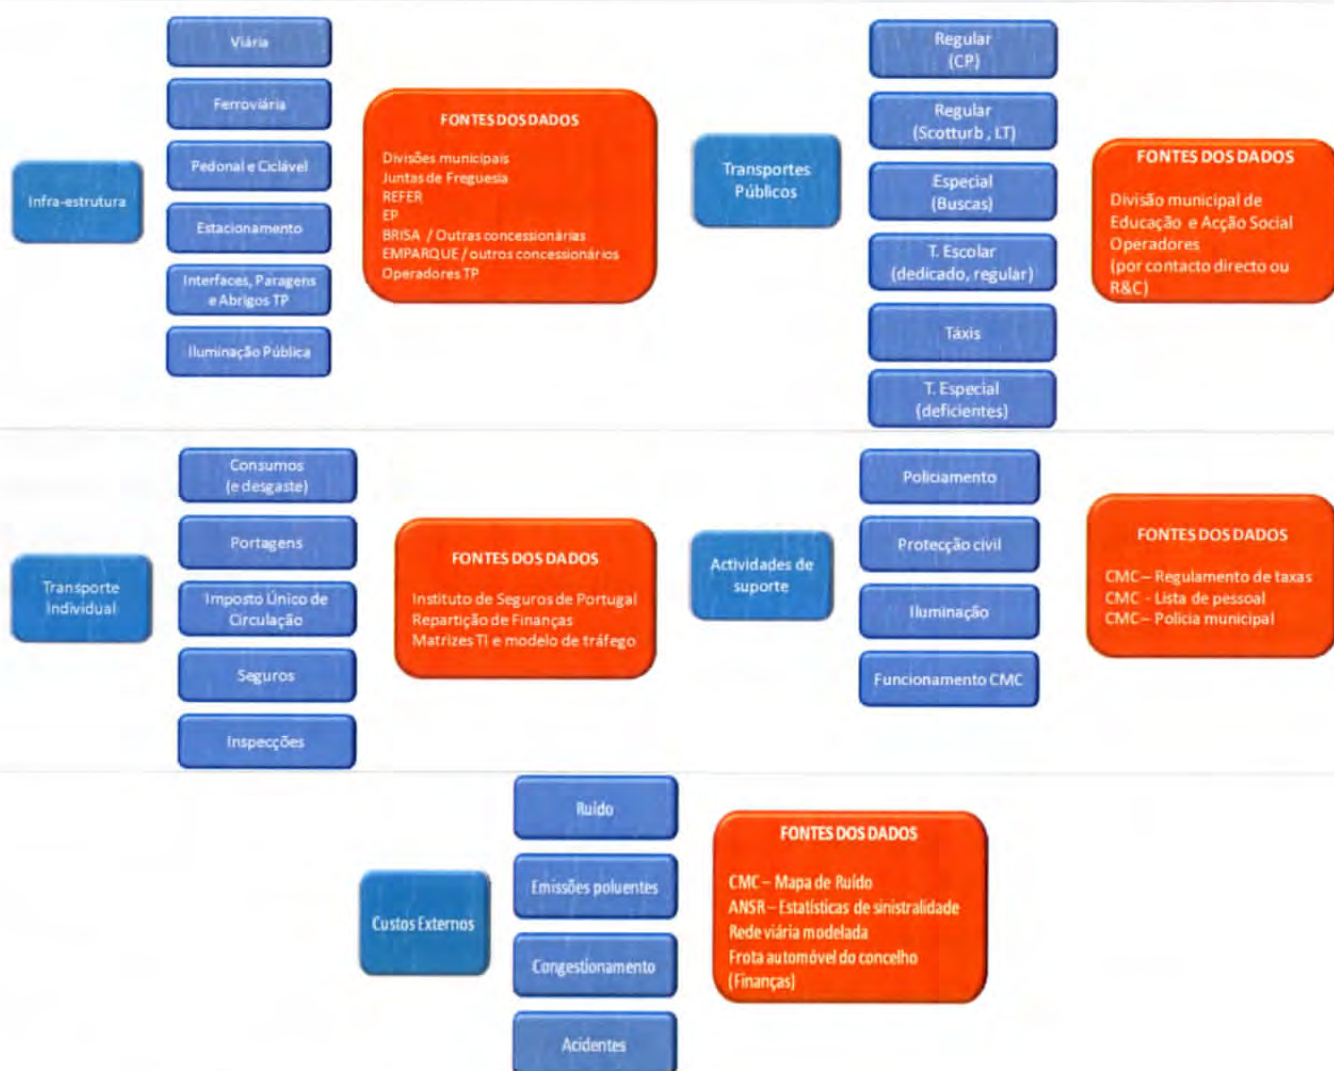 Infra-estrutura
Viária
Ferroviária
Pedonal e Ciclável
Estacionamento
Interfaces, Paragens
e Abrigos TP
Iluminação Pública
FONTES DOS DADOS
Divisões municipais
Juntas de Freguesia
REFER
EP
BRISA / Outras concessionárias
EMPARQUE / outros concessionários
Operadores TP
Transportes
Públicos
Regular
(CP)
Regular
(Scotturb , LT)
Especial
(Buscas)
T. Escolar
(dedicado, regular)
Táxis
T. Especial
(deficientes)
FONTES DOS DADOS
Divisão municipal de
Educação e Acção Social
Operadores
(por contacto directo ou
R&C)
Transporte
Individual
Consumos
(e desgaste)
Portagens
Imposto Único de
Circulação
Seguros
Inspecções
FONTES DOS DADOS
Instituto de Seguros de Portugal
Repartição de Finanças
Matrizes TI e modelo de tráfego
Actividades de
suporte
Policiamento
Protecção civil
Iluminação
Funcionamento CMC
FONTES DOS DADOS
CMC – Regulamento de taxas
CMC - Lista de pessoal
CMC – Policia municipal
Custos Externos
Ruído
Emissões poluentes
Congestionamento
Acidentes
FONTES DOS DADOS
CMC – Mapa de Ruído
ANSR – Estatísticas de sinistralidade
Rede viária modelada
Frota automóvel do concelho
(Finanças)